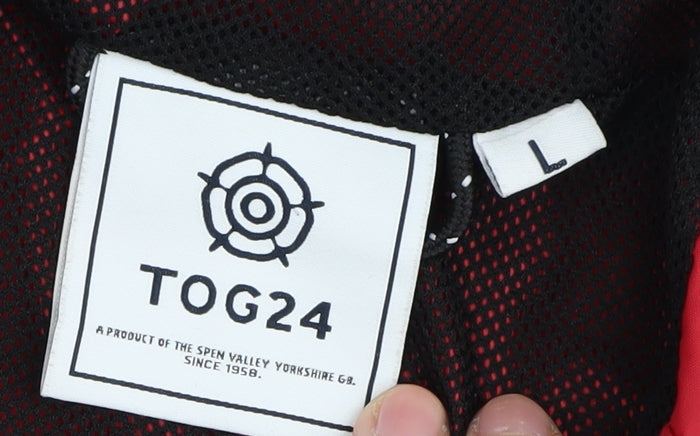 TOG24
A PRODUCT OF THE SPEN VALLEY YORKSHIRE GB.
SINCE 1958.
L